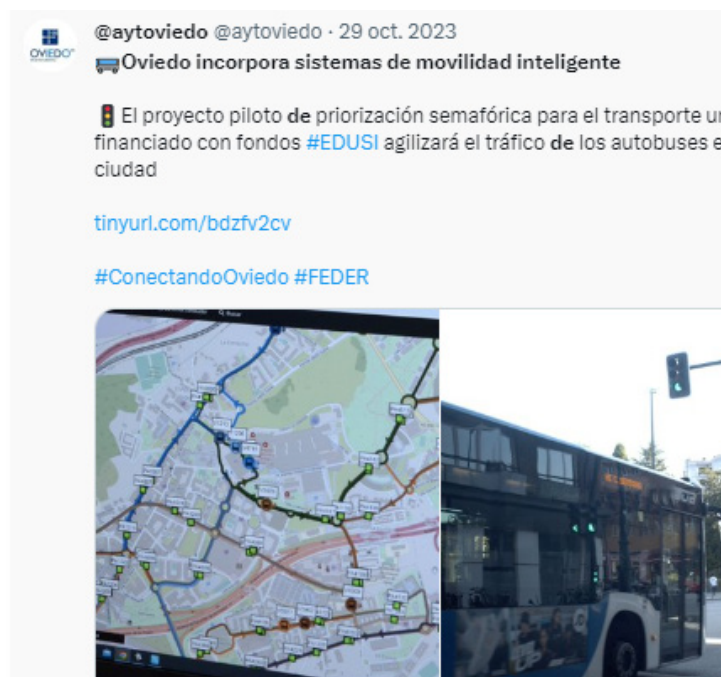 @aytoviedo @aytoviedo · 29 oct. 2023
OVIEDO
Oviedo incorpora sistemas de movilidad inteligente
El proyecto piloto de priorización semafórica para el transporte
financiado con fondos #EDUSI agilizará el tráfico de los autobuses
ciudad
tinyurl.com/bdzfv2cv
#ConectandoOviedo #FEDER
Buscar